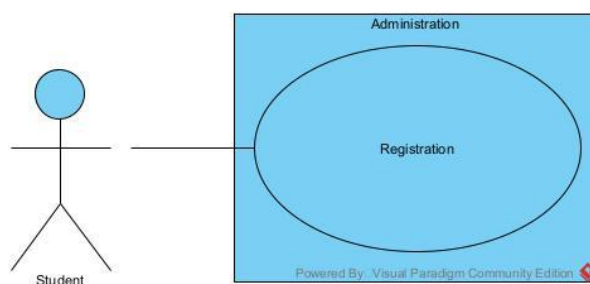 Administration
Registration
Student
Powered By Visual Paradigm Community Edition